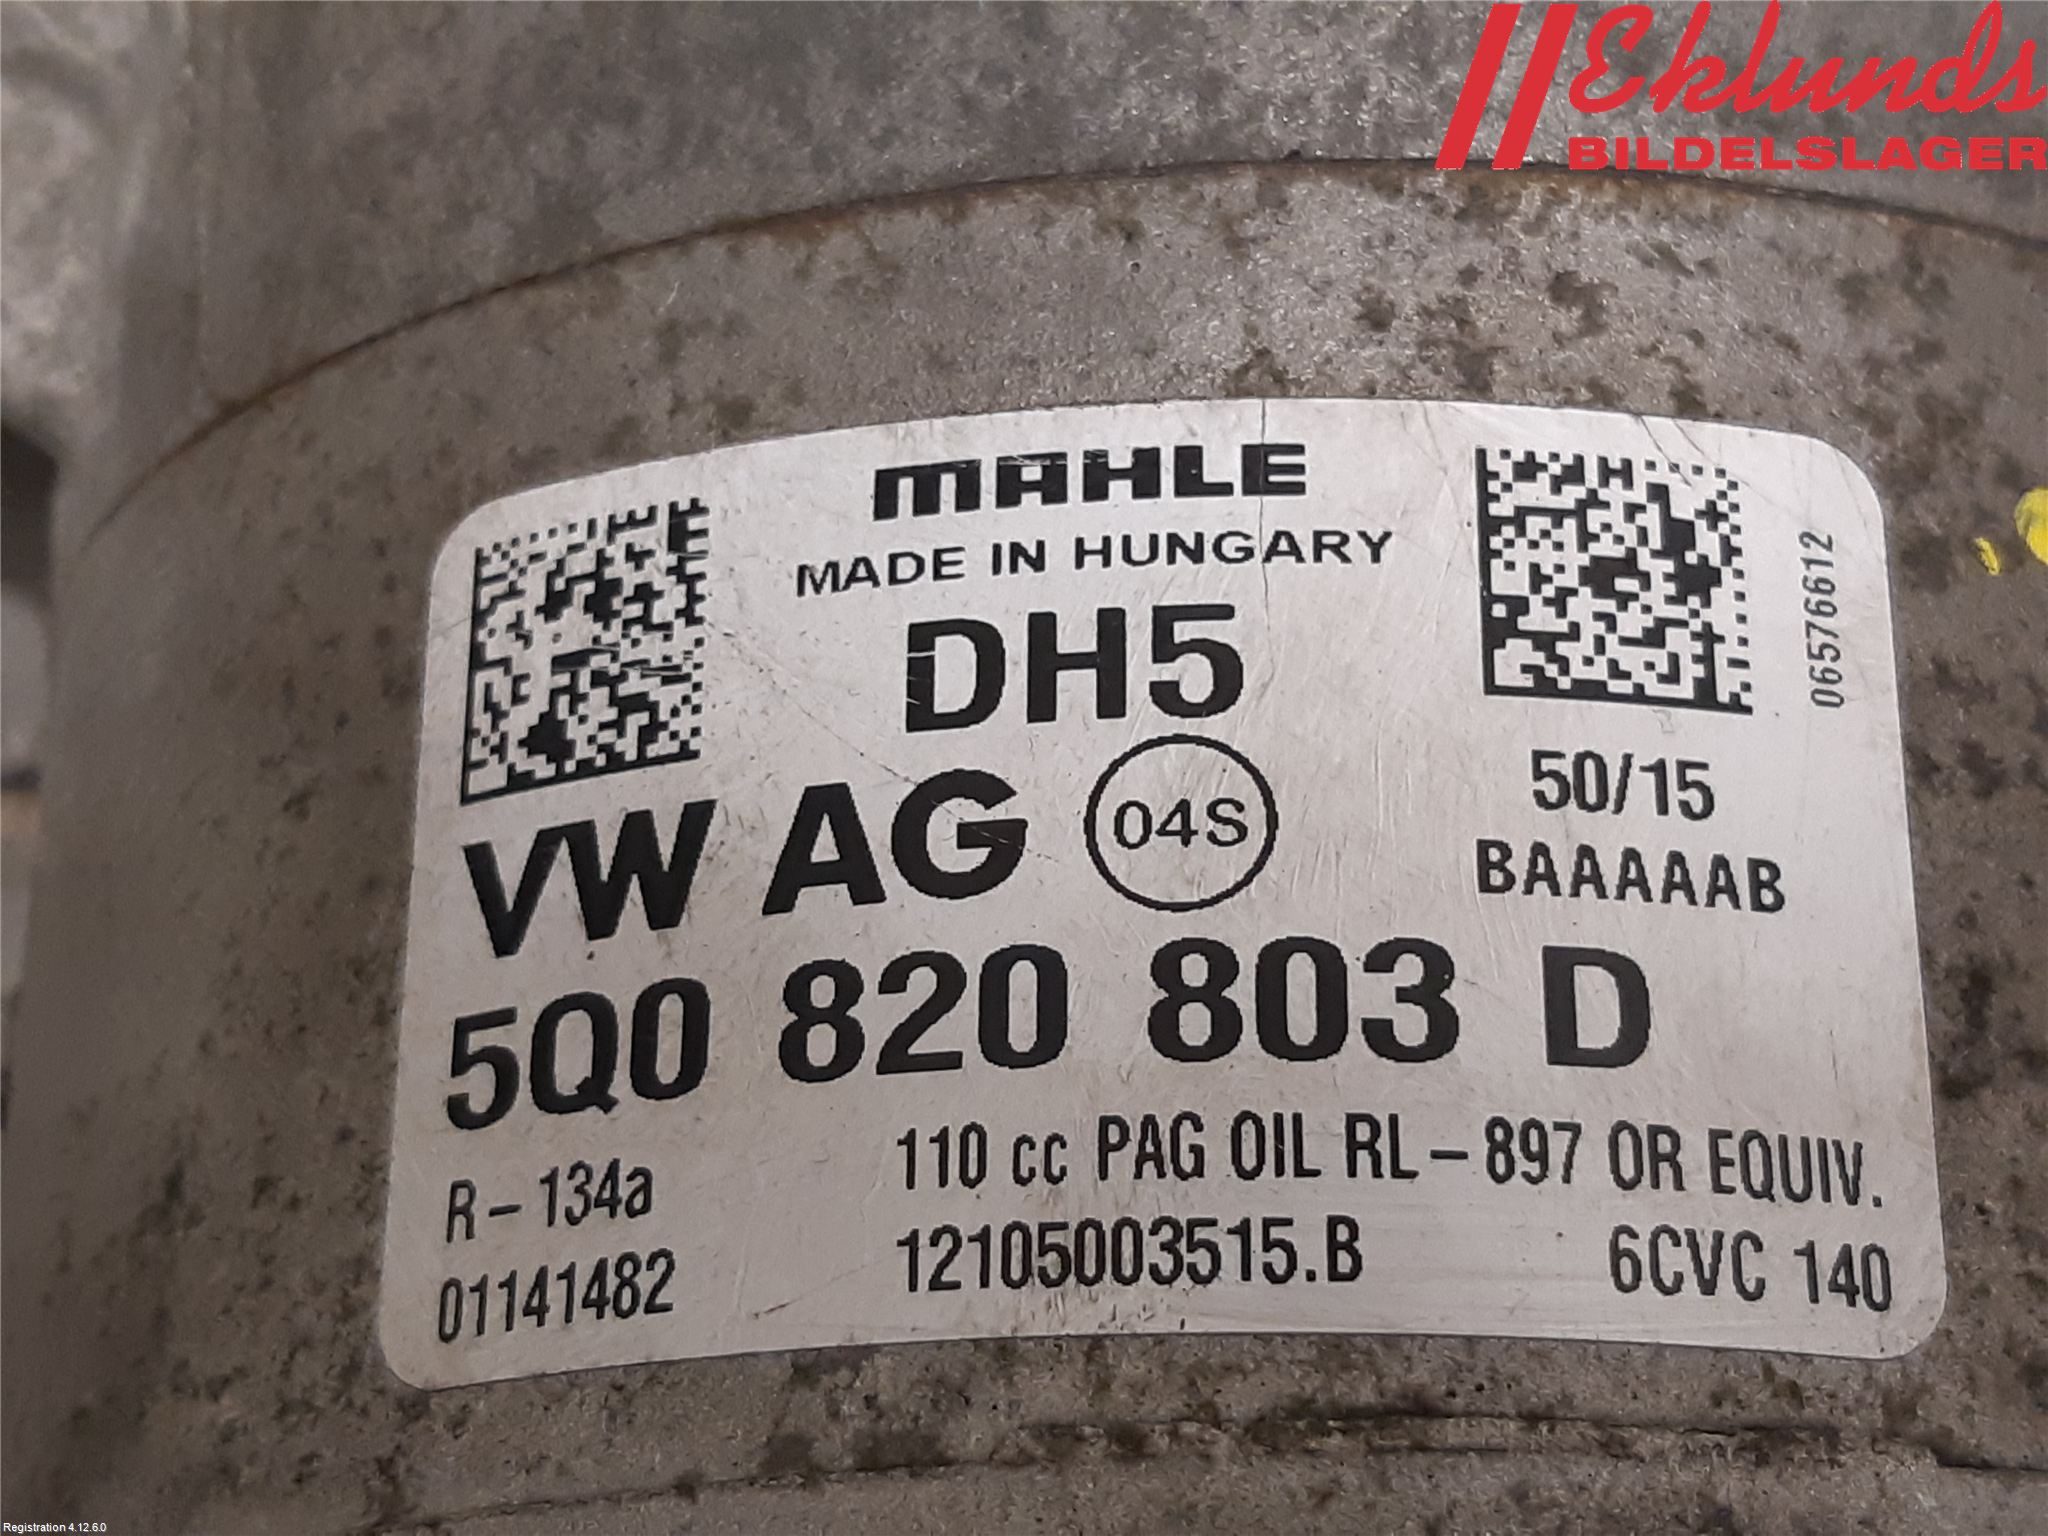 Eklunds
BILDELSLAGER
MAHLE
MADE IN HUNGARY
DH5
06576612
VW AG 04S
50/15
BAAAAAB
5Q0 820 803 D
R-134a
110 cc PAG OIL RL-897 OR EQUIV.
01141482
12105003515.B
6CVC 140
Registration 4.12.6.0